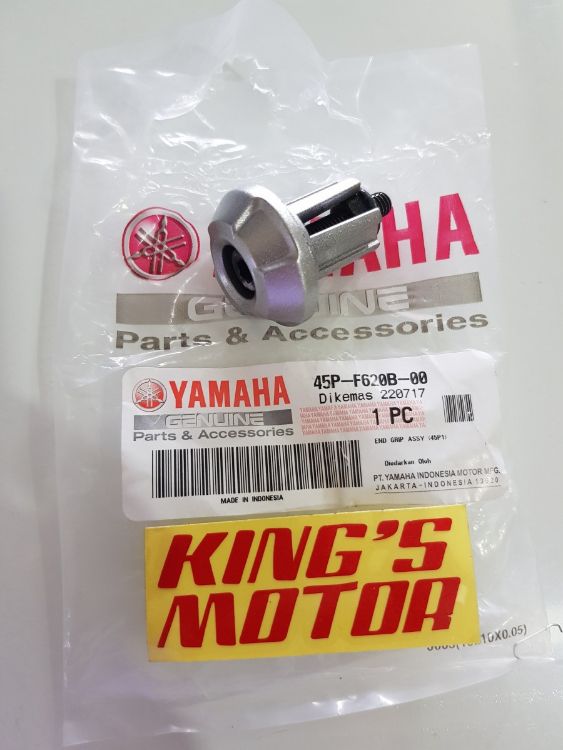 YAMAHA
GENUINE
Parts & Accessories
YAMAHA
GENUINE
Parts & Accessories
45P-F620B-00
Dikemas 220717
1 PC
END GRIP ASSY (45P1)
Diedarkan Oleh
PT. YAMAHA INDONESIA MOTOR MFG.
JAKARTA-INDONESIA 13920
MADE IN INDONESIA
KING'S
MOTOR